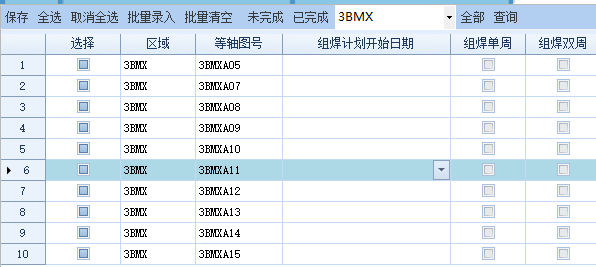 保存 全选 取消全选 批量录入 批量清空 未完成 已完成 3BMX 全部 查询
选择 区域 等轴图号 组焊计划开始日期 组焊单周 组焊双周
1 3BMX 3BMXA05
2 3BMX 3BMXA07
3 3BMX 3BMXA08
4 3BMX 3BMXA09
5 3BMX 3BMXA10
6 3BMX 3BMXA11
7 3BMX 3BMXA12
8 3BMX 3BMXA13
9 3BMX 3BMXA14
10 3BMX 3BMXA15